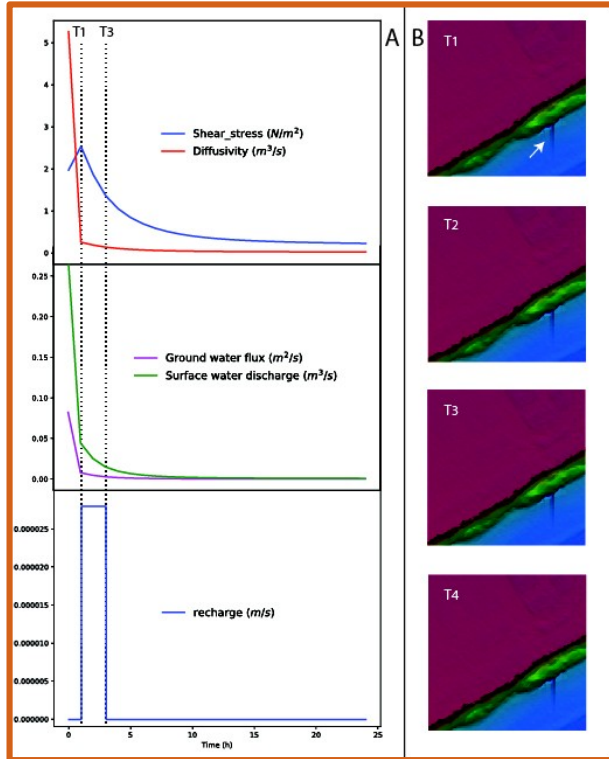 T1 T3 A
5
4
3
2
1
0
Shear_stress (N/m²)
Diffusivity (m³/s)
0.25
0.20
0.15
0.10
0.05
0.00
Ground water flux (m²/s)
Surface water discharge (m³/s)
0.000025
0.000020
0.000015
0.000010
0.000005
0.000000
recharge (m/s)
0 5 10 15 20 25
Time (h)
B
T1
T2
T3
T4